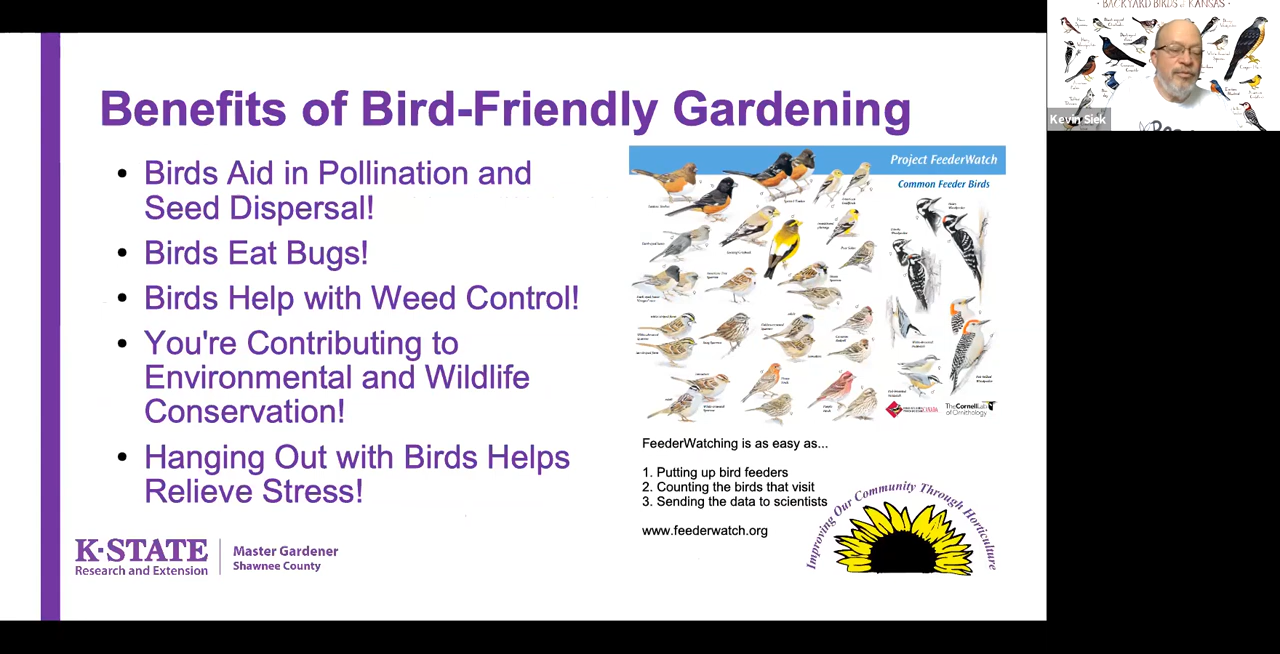 Benefits of Bird-Friendly Gardening
Birds Aid in Pollination and
Seed Dispersal!
Birds Eat Bugs!
Birds Help with Weed Control!
You're Contributing to
Environmental and Wildlife
Conservation!
Hanging Out with Birds Helps
Relieve Stress!
K-STATE
Research and Extension
Master Gardener
Shawnee County
Project FeederWatch
Common Feeder Birds
TheCornellLab
of Ornithology
FeederWatching is as easy as...
1. Putting up bird feeders
2. Counting the birds that visit
3. Sending the data to scientists
www.feederwatch.org
Improving Our Community Through Horticulture
BACKYARD BIRDS of KANSAS
Kevin Siek